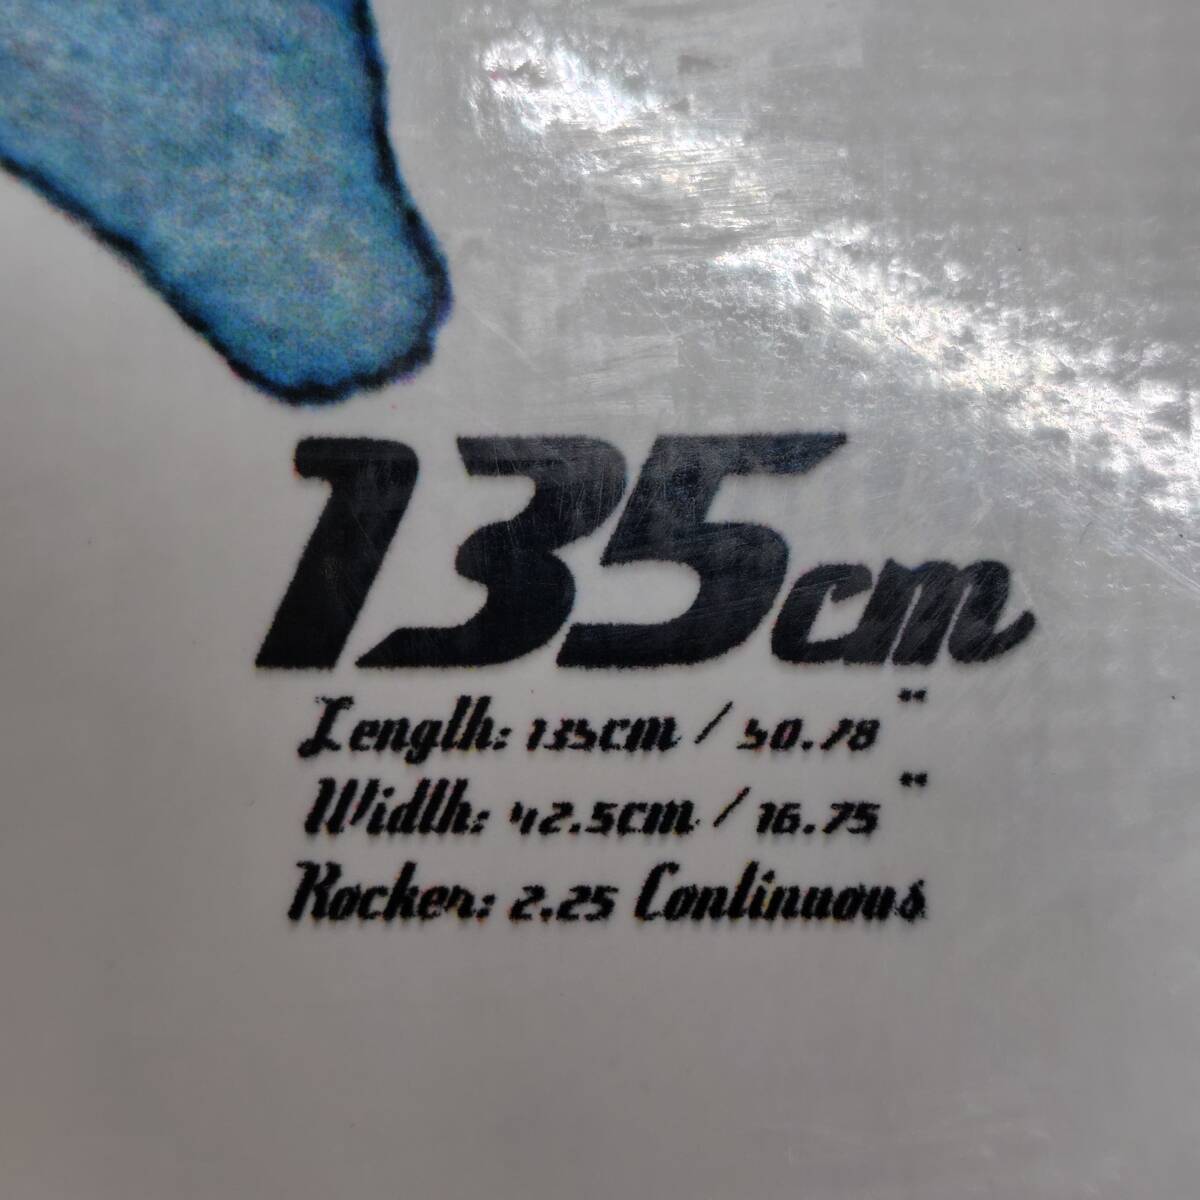 135cm
Length: 135cm / 50.78"
Width: 42.5cm / 16.75"
Rocker: 2.25 Continuous